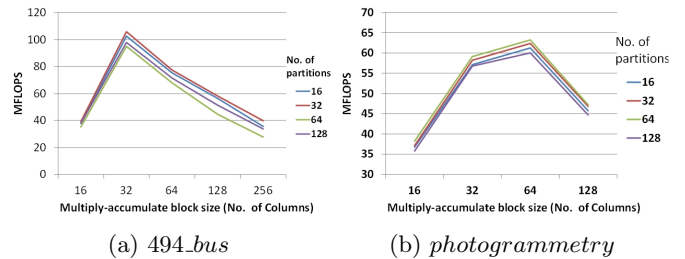 120
100
80
60
40
20
0
MFLOPS
16 32 64 128 256
Multiply-accumulate block size (No. of Columns)
No. of
partitions
16
32
64
128
(a) 494_bus
70
65
60
55
50
45
40
35
30
MFLOPS
16 32 64 128
Multiply-accumulate block size (No. of Columns)
No. of
partitions
16
32
64
128
(b) photogrammetry